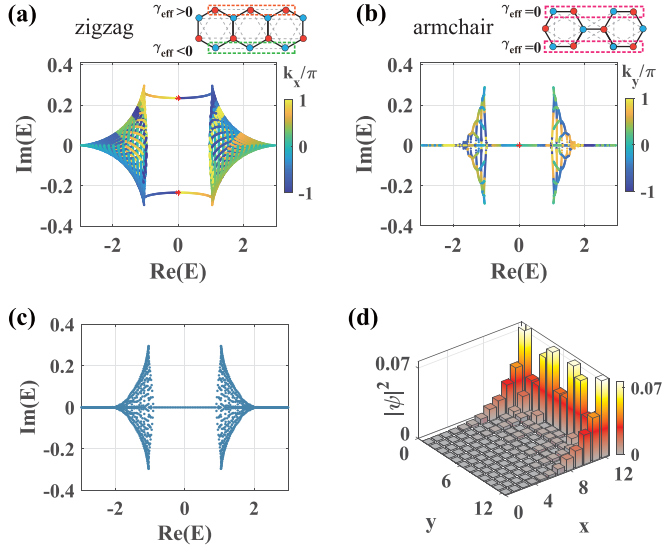 (a) zigzag γeff>0
γeff<0
0.4
0.2
0
-0.2
-0.4
Im(E)
-2 0 2
Re(E)
kx/π
1
0
-1
(b) armchair γeff=0
γeff=0
0.4
0.2
0
-0.2
-0.4
Im(E)
-2 0 2
Re(E)
ky/π
1
0
-1
(c)
0.4
0.2
0
-0.2
-0.4
Im(E)
-2 0 2
Re(E)
(d)
|ψ|²
0.07
0
0
6
12
y
0
4
8
12
x
0.07
0